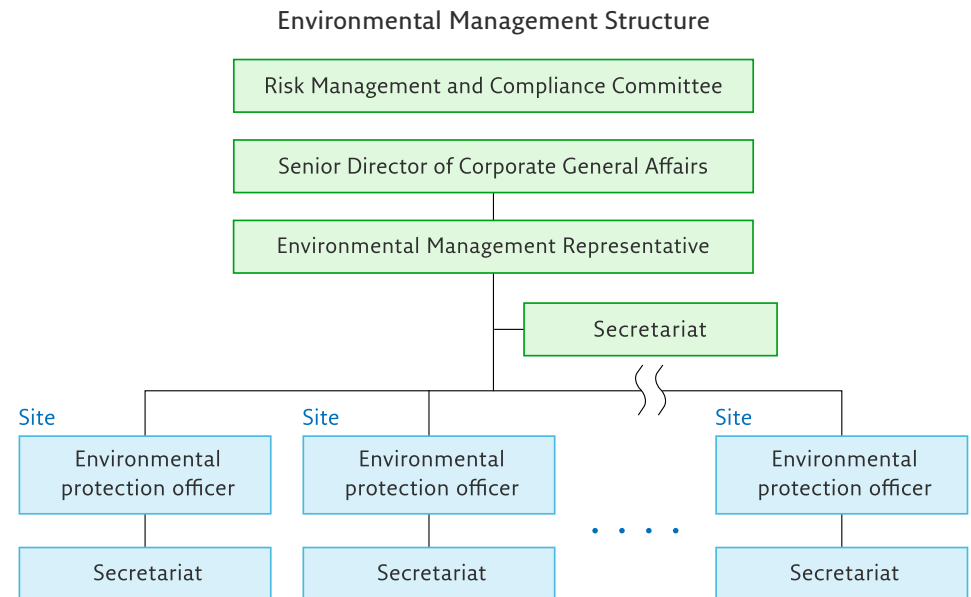 Environmental Management Structure
Risk Management and Compliance Committee
Senior Director of Corporate General Affairs
Environmental Management Representative
Secretariat
Site
Environmental
protection officer
Secretariat
Site
Environmental
protection officer
Secretariat
Site
Environmental
protection officer
Secretariat